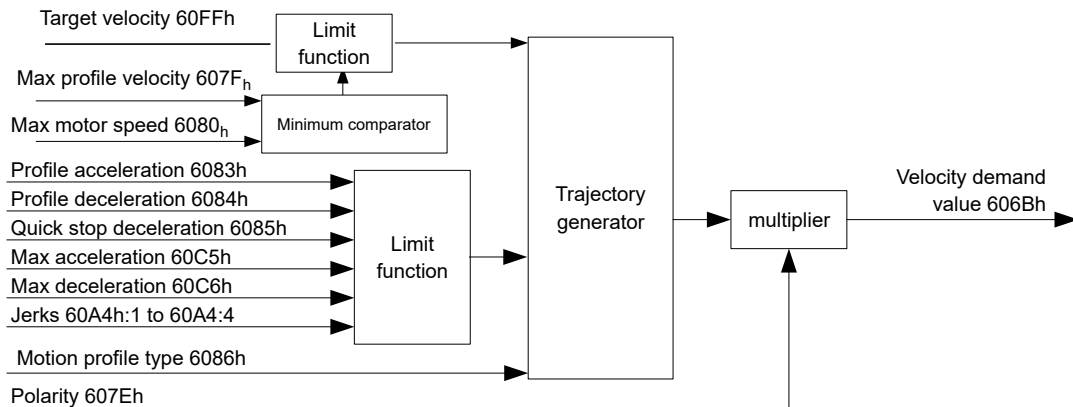 Target velocity 60FFh
Limit
function
Max profile velocity 607Fh
Max motor speed 6080h
Minimum comparator
Profile acceleration 6083h
Profile deceleration 6084h
Quick stop deceleration 6085h
Max acceleration 60C5h
Max deceleration 60C6h
Jerks 60A4h:1 to 60A4:4
Limit
function
Motion profile type 6086h
Polarity 607Eh
Trajectory
generator
multiplier
Velocity demand
value 606Bh